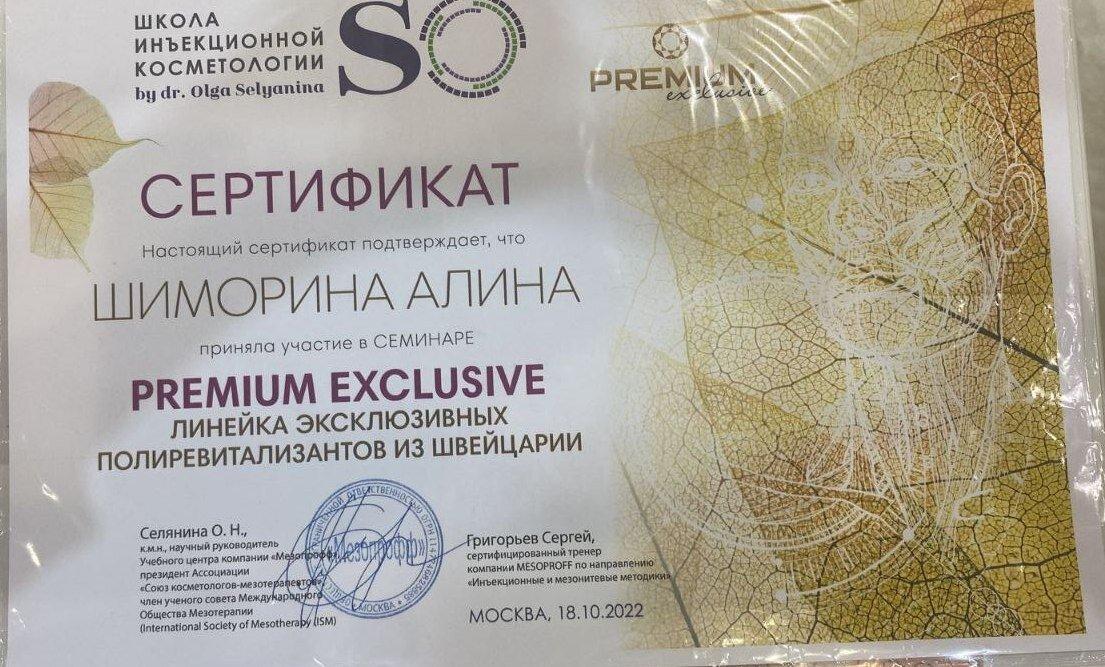 ШКОЛА
ИНЪЕКЦИОННОЙ
КОСМЕТОЛОГИИ
by dr. Olga Selyanina
SO
PREMIUM
exclusive
СЕРТИФИКАТ
Настоящий сертификат подтверждает, что
ШИМОРИНА АЛИНА
приняла участие в СЕМИНАРЕ
PREMIUM EXCLUSIVE
ЛИНЕЙКА ЭКСКЛЮЗИВНЫХ
ПОЛИРЕВИТАЛИЗАНТОВ ИЗ ШВЕЙЦАРИИ
Селянина О. Н.,
к.м.н., научный руководитель
Учебного центра компании «Мезопрофф»,
президент Ассоциации
«Союз косметологов-мезотерапевтов»,
член ученого совета Международного
Общества Мезотерапии
(International Society of Mesotherapy (ISM)
«Мезопрофф»
МОСКВА
Григорьев Сергей,
сертифицированный тренер
компании MESOPROFF по направлению
«Инъекционные и мезонитевые методики»
МОСКВА, 18.10.2022